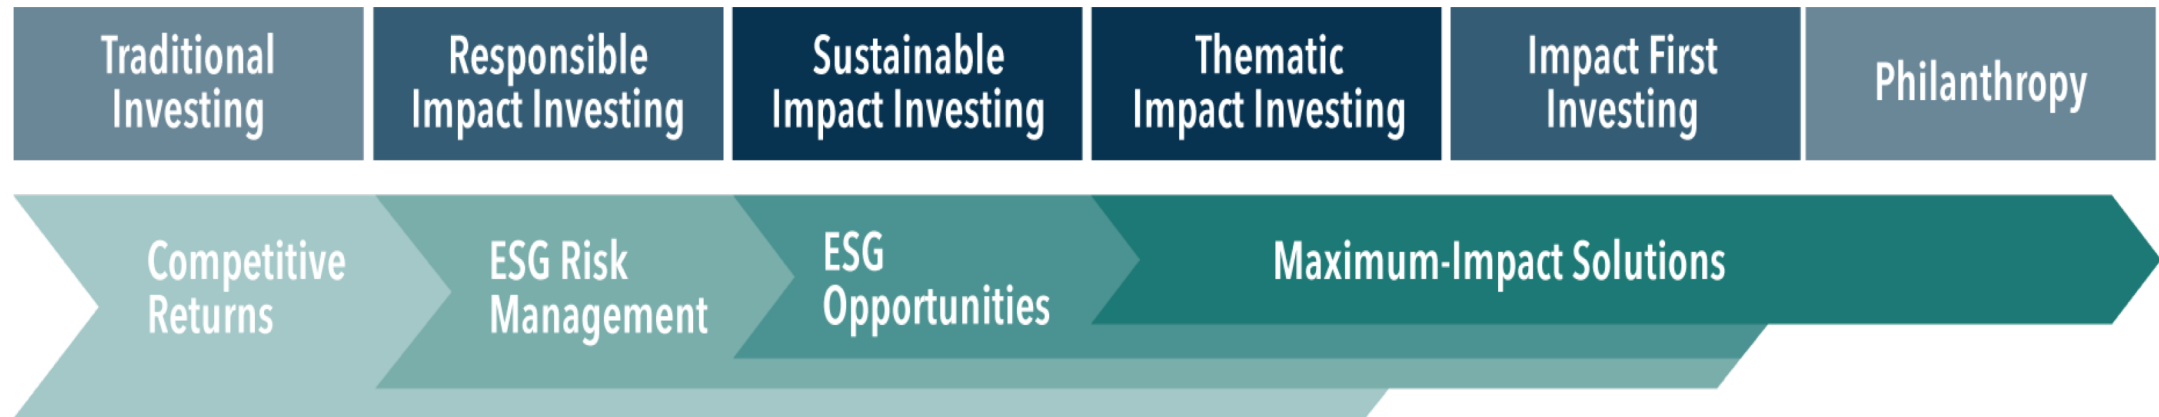 Traditional
Investing
Responsible
Impact Investing
Sustainable
Impact Investing
Thematic
Impact Investing
Impact First
Investing
Philanthropy
Competitive
Returns
ESG Risk
Management
ESG
Opportunities
Maximum-Impact Solutions